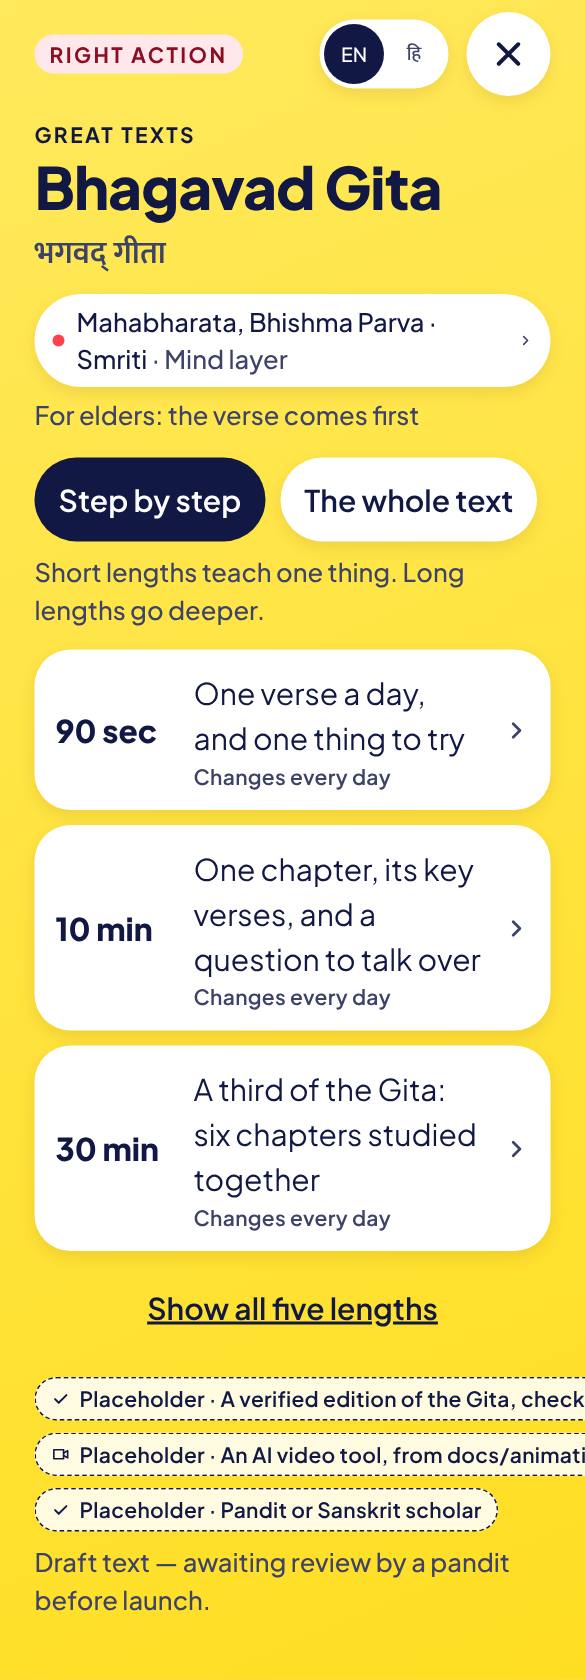 RIGHT ACTION
EN
हि
GREAT TEXTS
Bhagavad Gita
भगवद् गीता
Mahabharata, Bhishma Parva ·
Smriti · Mind layer
For elders: the verse comes first
Step by step
The whole text
Short lengths teach one thing. Long
lengths go deeper.
90 sec
One verse a day,
and one thing to try
Changes every day
10 min
One chapter, its key
verses, and a
question to talk over
Changes every day
30 min
A third of the Gita:
six chapters studied
together
Changes every day
Show all five lengths
Placeholder · A verified edition of the Gita, check
Placeholder · An AI video tool, from docs/animati
Placeholder · Pandit or Sanskrit scholar
Draft text — awaiting review by a pandit
before launch.